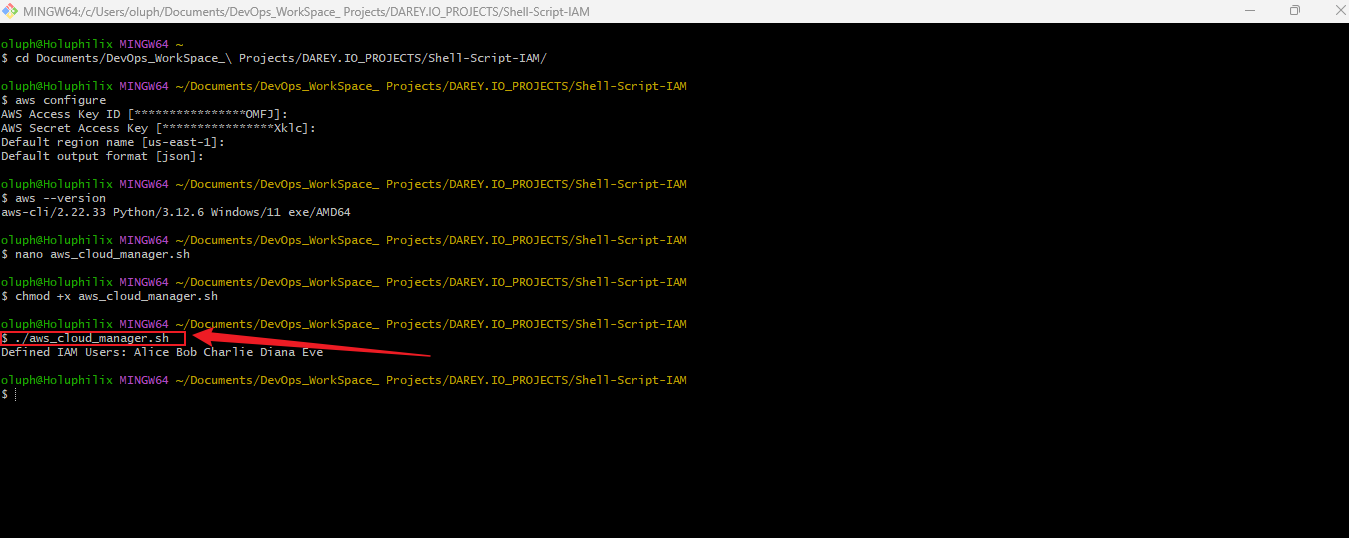 MINGW64:/c/Users/oluph/Documents/DevOps_WorkSpace_ Projects/DAREY.IO_PROJECTS/Shell-Script-IAM
oluph@Holuphilix MINGW64 ~
$ cd Documents/DevOps_WorkSpace_\ Projects/DAREY.IO_PROJECTS/Shell-Script-IAM/
oluph@Holuphilix MINGW64 ~/Documents/DevOps_WorkSpace_ Projects/DAREY.IO_PROJECTS/Shell-Script-IAM
$ aws configure
AWS Access Key ID [****************OMFJ]:
AWS Secret Access Key [****************Xklc]:
Default region name [us-east-1]:
Default output format [json]:
oluph@Holuphilix MINGW64 ~/Documents/DevOps_WorkSpace_ Projects/DAREY.IO_PROJECTS/Shell-Script-IAM
$ aws --version
aws-cli/2.22.33 Python/3.12.6 Windows/11 exe/AMD64
oluph@Holuphilix MINGW64 ~/Documents/DevOps_WorkSpace_ Projects/DAREY.IO_PROJECTS/Shell-Script-IAM
$ nano aws_cloud_manager.sh
oluph@Holuphilix MINGW64 ~/Documents/DevOps_WorkSpace_ Projects/DAREY.IO_PROJECTS/Shell-Script-IAM
$ chmod +x aws_cloud_manager.sh
oluph@Holuphilix MINGW64 ~/Documents/DevOps_WorkSpace_ Projects/DAREY.IO_PROJECTS/Shell-Script-IAM
$ ./aws_cloud_manager.sh
Defined IAM Users: Alice Bob Charlie Diana Eve
oluph@Holuphilix MINGW64 ~/Documents/DevOps_WorkSpace_ Projects/DAREY.IO_PROJECTS/Shell-Script-IAM
$